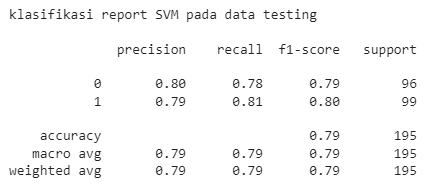 klasifikasi report SVM pada data testing
precision recall f1-score support
0 0.80 0.78 0.79 96
1 0.79 0.81 0.80 99
accuracy 0.79 195
macro avg 0.79 0.79 0.79 195
weighted avg 0.79 0.79 0.79 195